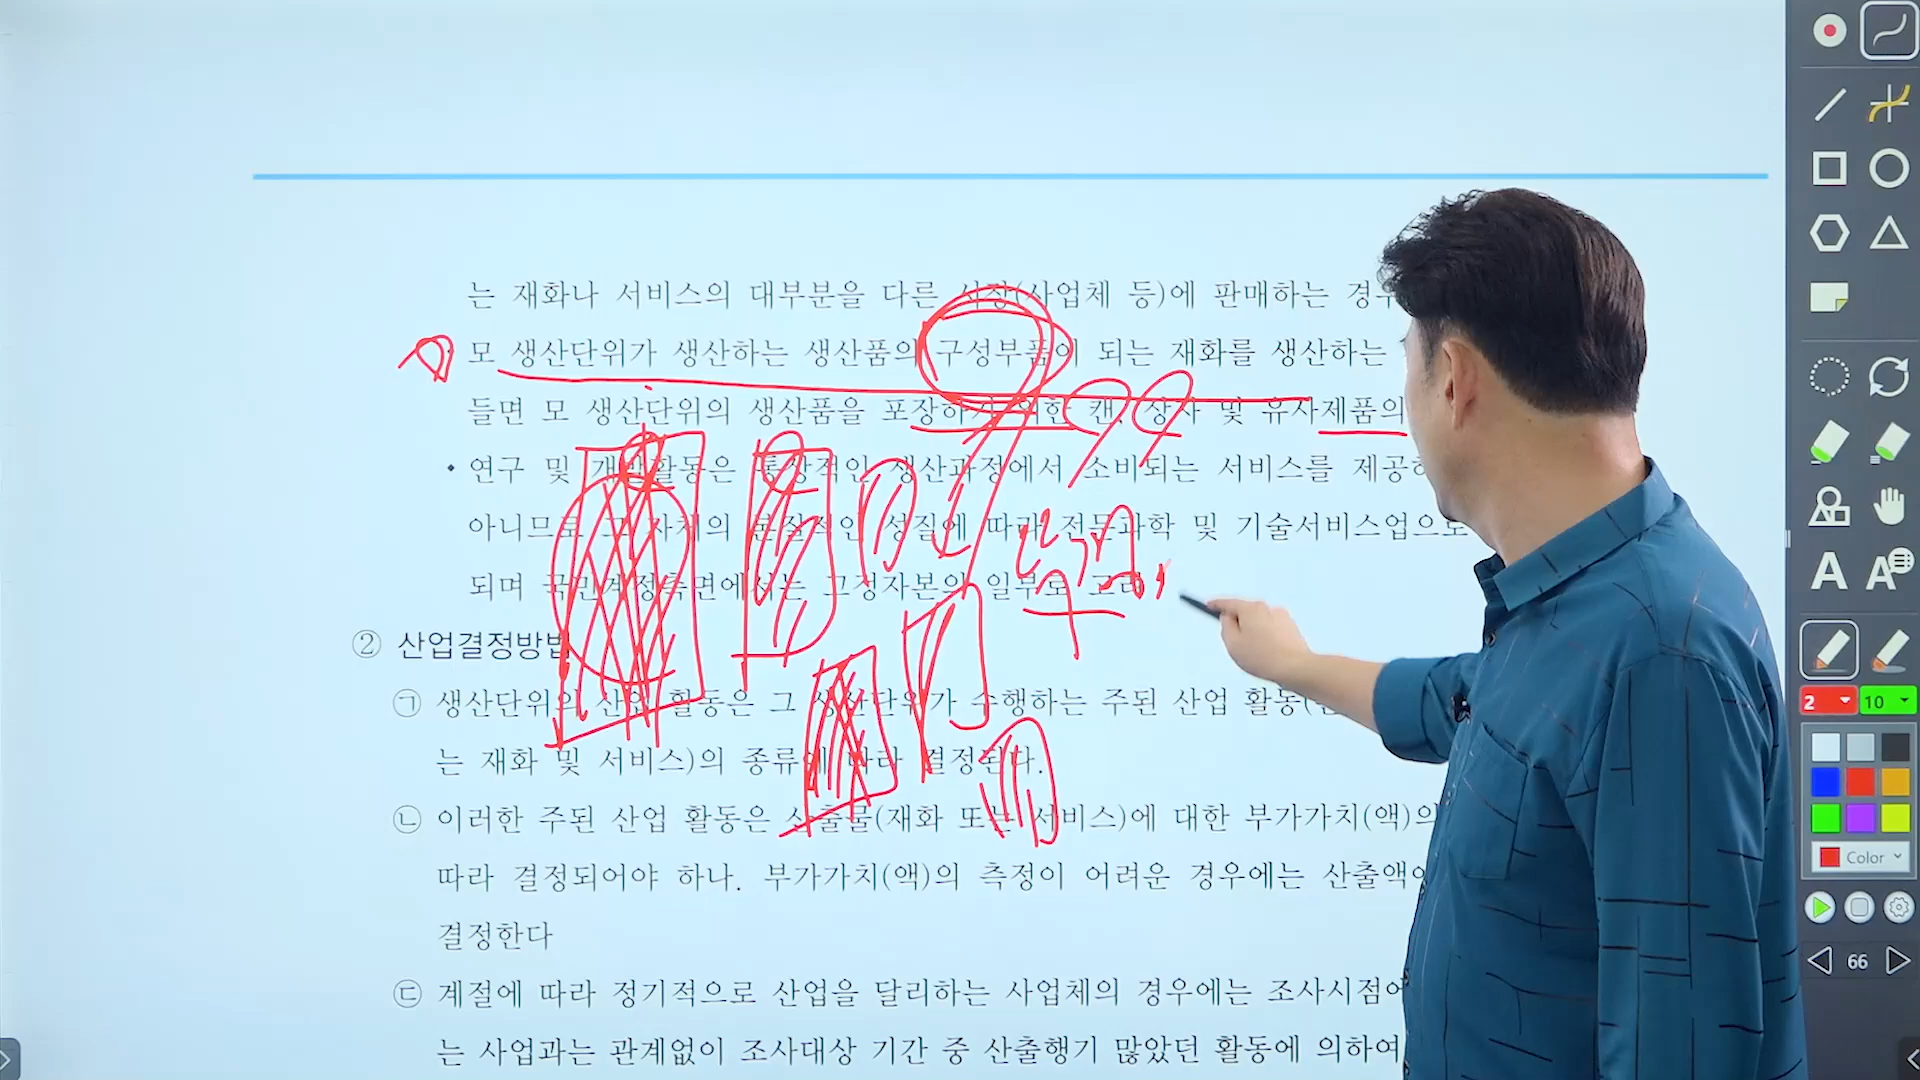 는 재화나 서비스의 대부분을 다른 시장(사업체 등)에 판매하는 경우
모 생산단위가 생산하는 생산품의 구성부품이 되는 재화를 생산하는
들면 모 생산단위의 생산품을 포장하기 위한 캔, 상자 및 유사제품의
• 연구 및 개발활동은 통상적인 생산과정에서 소비되는 서비스를 제공하
아니므로 그 자체의 본질적인 성질에 따라 전문과학 및 기술서비스업으로
되며 국민계정측면에서는 고정자본의 일부로 고려
② 산업결정방법
㉠ 생산단위의 산업 활동은 그 생산단위가 수행하는 주된 산업 활동(
는 재화 및 서비스)의 종류에 따라 결정된다.
㉡ 이러한 주된 산업 활동은 산출물(재화 또는 서비스)에 대한 부가가치(액)의
따라 결정되어야 하나, 부가가치(액)의 측정이 어려운 경우에는 산출액에
결정한다
㉢ 계절에 따라 정기적으로 산업을 달리하는 사업체의 경우에는 조사시점에
는 사업과는 관계없이 조사대상 기간 중 산출행기 많았던 활동에 의하여
A A
2 10
Color
66